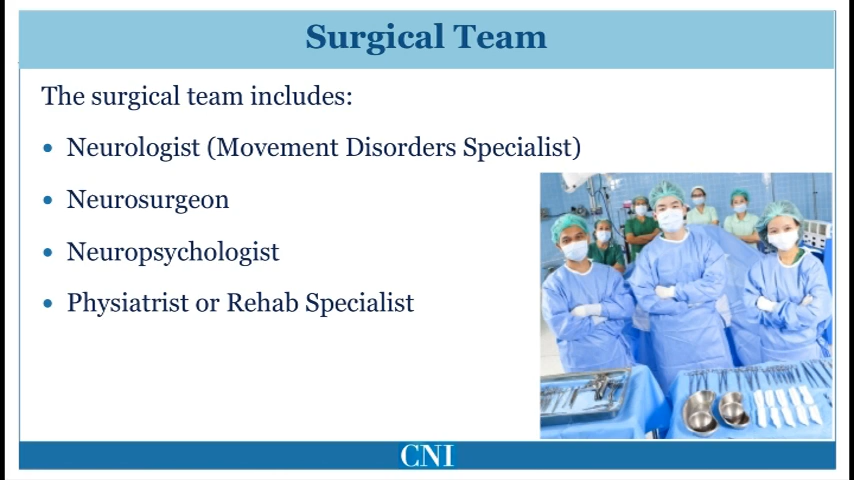 Surgical Team
The surgical team includes:
• Neurologist (Movement Disorders Specialist)
• Neurosurgeon
• Neuropsychologist
• Physiatrist or Rehab Specialist
CNI